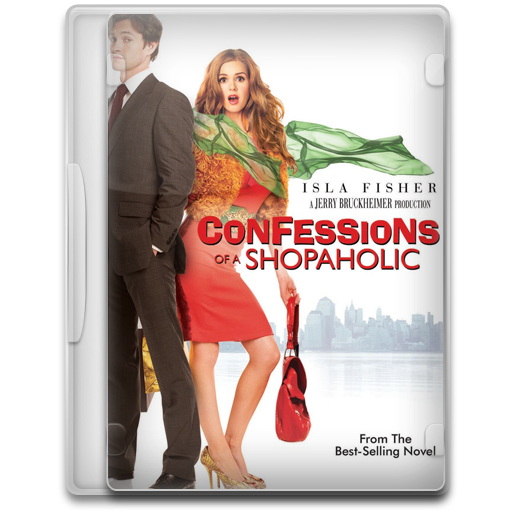 ISLA FISHER
A JERRY BRUCKHEIMER PRODUCTION
CONFESSIONS
OF A SHOPAHOLIC
From The
Best-Selling Novel